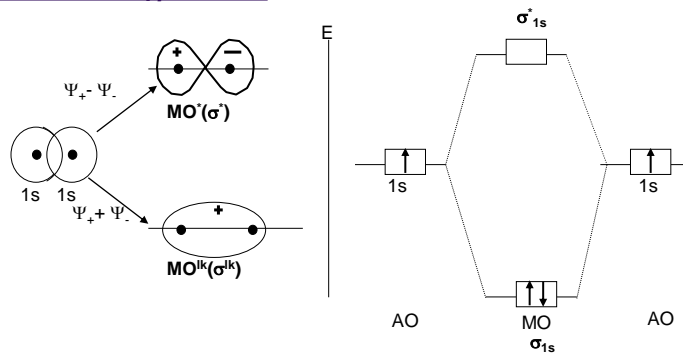 E
σ*1s
+ −
Ψ+- Ψ-
MO*(σ*)
1s 1s
1s
1s
Ψ++ Ψ-
+
MOlk(σlk)
AO
MO
AO
σ1s